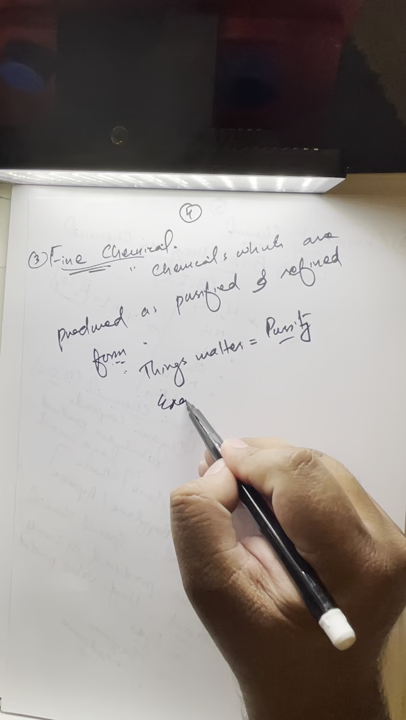 4
③ Fine Chemical.
" Chemicals which are
produced as purified & refined
form.
Things matter = Purity
Exa